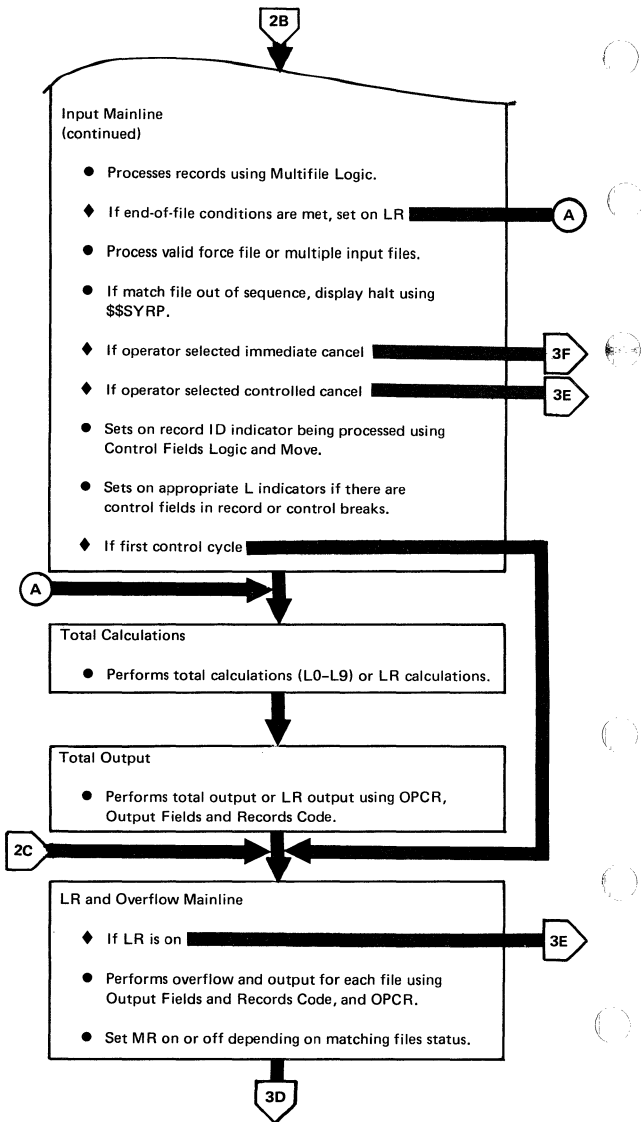 2B
Input Mainline
(continued)
● Processes records using Multifile Logic.
♦ If end-of-file conditions are met, set on LR
A
● Process valid force file or multiple input files.
● If match file out of sequence, display halt using
$$SYRP.
♦ If operator selected immediate cancel
3F
♦ If operator selected controlled cancel
3E
● Sets on record ID indicator being processed using
Control Fields Logic and Move.
● Sets on appropriate L indicators if there are
control fields in record or control breaks.
♦ If first control cycle
A
Total Calculations
● Performs total calculations (L0–L9) or LR calculations.
Total Output
● Performs total output or LR output using OPCR,
Output Fields and Records Code.
2C
LR and Overflow Mainline
♦ If LR is on
3E
● Performs overflow and output for each file using
Output Fields and Records Code, and OPCR.
● Set MR on or off depending on matching files status.
3D